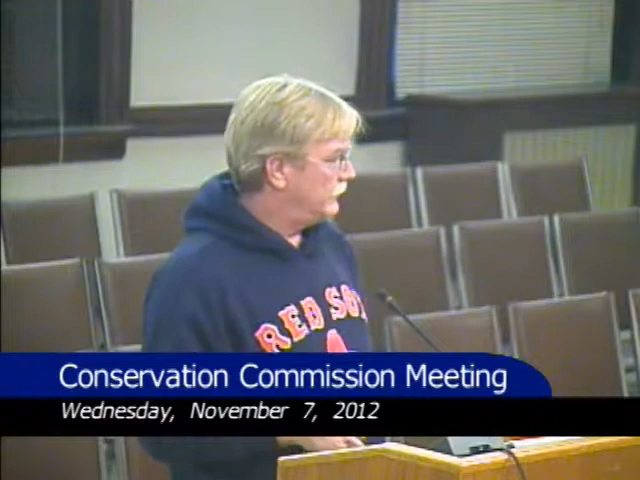 RED SOX
Conservation Commission Meeting
Wednesday, November 7, 2012